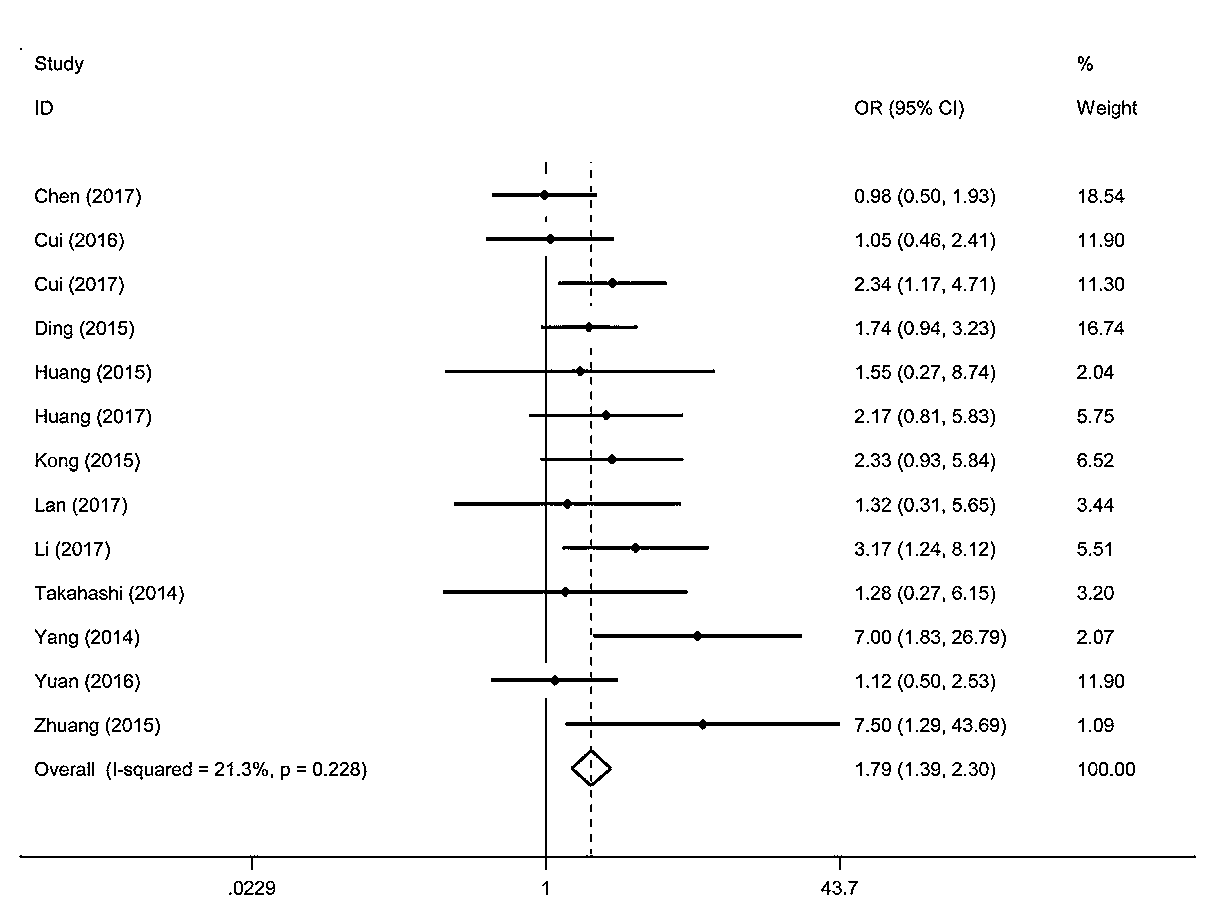 Study %
ID OR (95% CI) Weight
Chen (2017) 0.98 (0.50, 1.93) 18.54
Cui (2016) 1.05 (0.46, 2.41) 11.90
Cui (2017) 2.34 (1.17, 4.71) 11.30
Ding (2015) 1.74 (0.94, 3.23) 16.74
Huang (2015) 1.55 (0.27, 8.74) 2.04
Huang (2017) 2.17 (0.81, 5.83) 5.75
Kong (2015) 2.33 (0.93, 5.84) 6.52
Lan (2017) 1.32 (0.31, 5.65) 3.44
Li (2017) 3.17 (1.24, 8.12) 5.51
Takahashi (2014) 1.28 (0.27, 6.15) 3.20
Yang (2014) 7.00 (1.83, 26.79) 2.07
Yuan (2016) 1.12 (0.50, 2.53) 11.90
Zhuang (2015) 7.50 (1.29, 43.69) 1.09
Overall (I-squared = 21.3%, p = 0.228) 1.79 (1.39, 2.30) 100.00
.0229 1 43.7